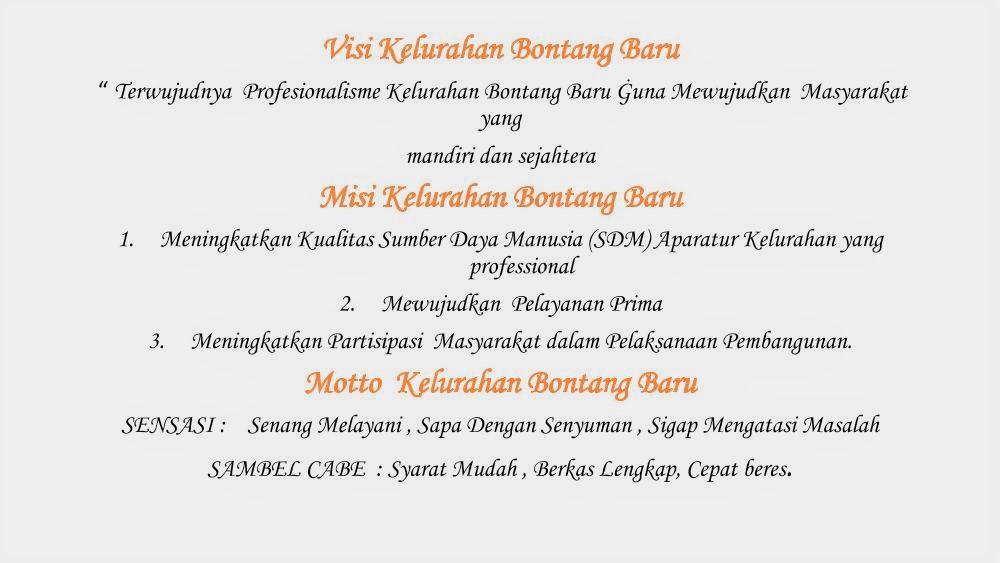 Visi Kelurahan Bontang Baru
“ Terwujudnya Profesionalisme Kelurahan Bontang Baru Guna Mewujudkan Masyarakat
yang
mandiri dan sejahtera
Misi Kelurahan Bontang Baru
1. Meningkatkan Kualitas Sumber Daya Manusia (SDM) Aparatur Kelurahan yang
professional
2. Mewujudkan Pelayanan Prima
3. Meningkatkan Partisipasi Masyarakat dalam Pelaksanaan Pembangunan.
Motto Kelurahan Bontang Baru
SENSASI : Senang Melayani , Sapa Dengan Senyuman , Sigap Mengatasi Masalah
SAMBEL CABE : Syarat Mudah , Berkas Lengkap, Cepat beres.